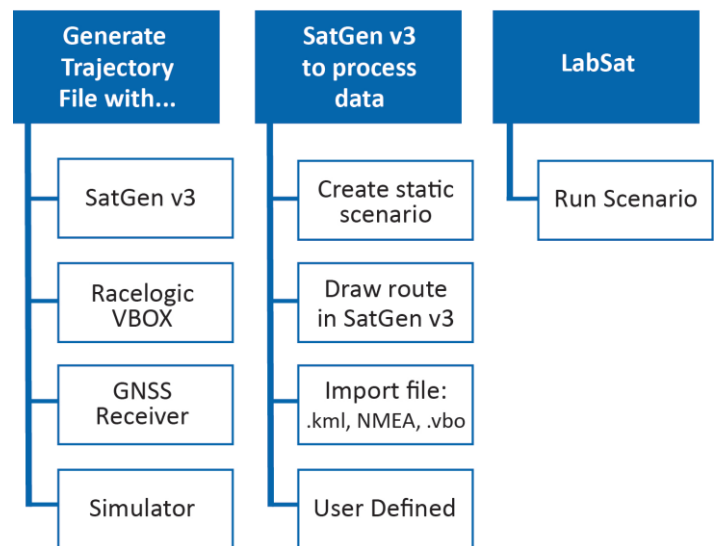 Generate
Trajectory
File with...
SatGen v3
Racelogic
VBOX
GNSS
Receiver
Simulator
SatGen v3
to process
data
Create static
scenario
Draw route
in SatGen v3
Import file:
.kml, NMEA, .vbo
User Defined
LabSat
Run Scenario